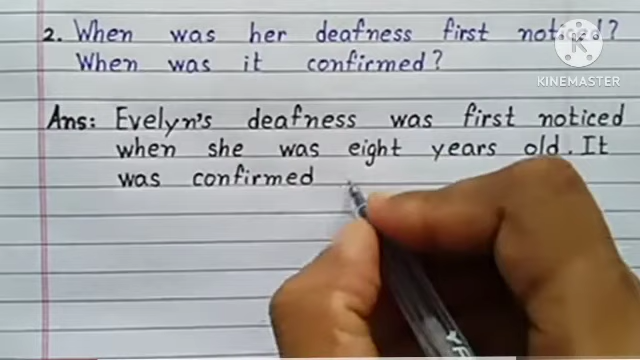 2. When was her deafness first noticed?
When was it confirmed?
K
KINEMASTER
Ans: Evelyn's deafness was first noticed
when she was eight years old. It
was confirmed